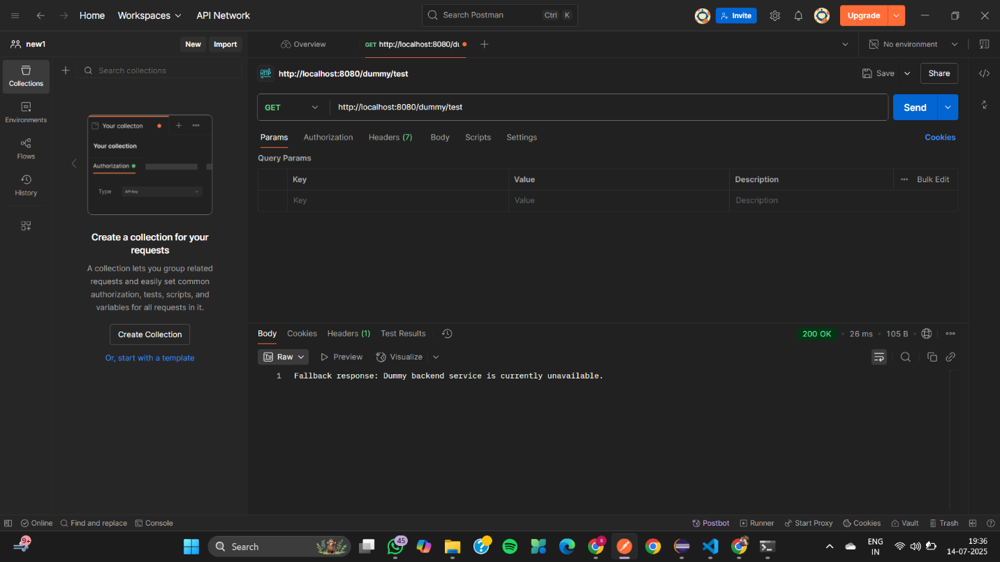 Home Workspaces API Network Search Postman Ctrl K Invite Upgrade
new1 New Import Overview GET http://localhost:8080/du No environment
Collections
Environments
Flows
History
Search collections
Your collecton
Your collection
Authorization
Type API Key
Create a collection for your
requests
A collection lets you group related
requests and easily set common
authorization, tests, scripts, and
variables for all requests in it.
Create Collection
Or, start with a template
HTTP http://localhost:8080/dummy/test Save Share
GET http://localhost:8080/dummy/test Send
Params Authorization Headers (7) Body Scripts Settings Cookies
Query Params
Key Value Description Bulk Edit
Key Value Description
Body Cookies Headers (1) Test Results 200 OK • 26 ms • 105 B
Raw Preview Visualize
1 Fallback response: Dummy backend service is currently unavailable.
Online Find and replace Console Postbot Runner Start Proxy Cookies Vault Trash
9+ Search 45 ENG 19:36
IN 14-07-2025